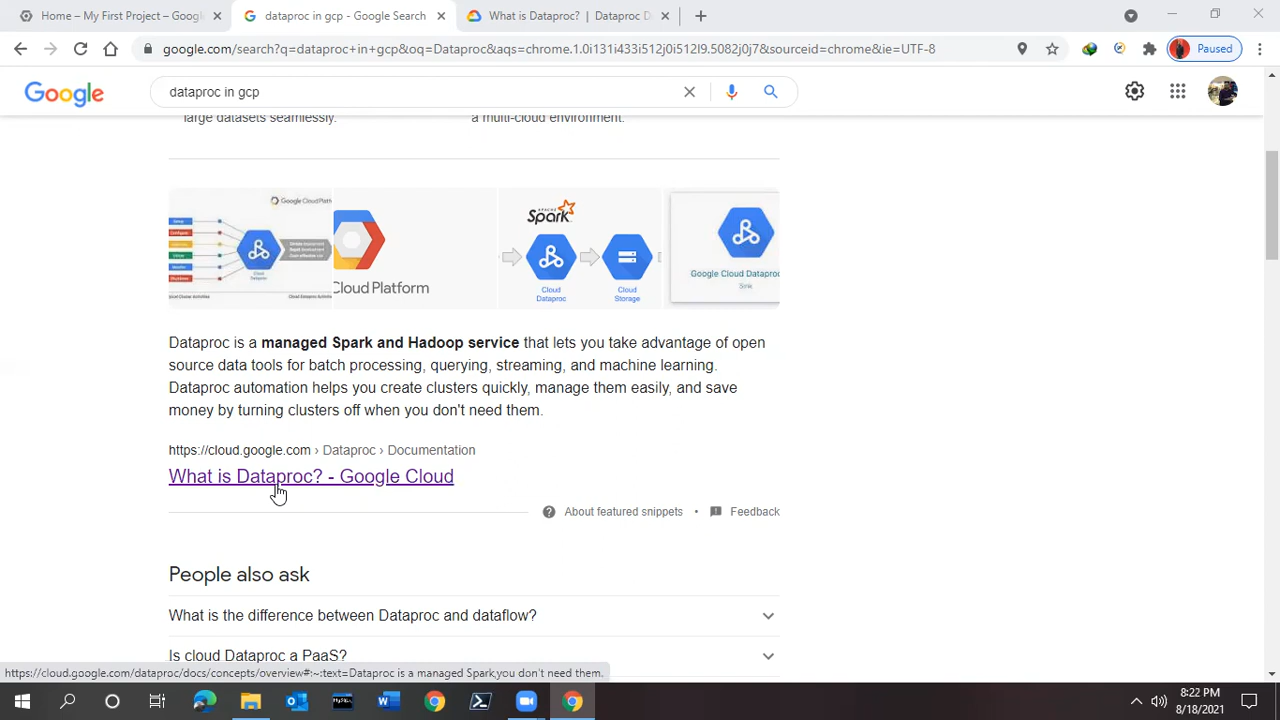 Home – My First Project – Google
dataproc in gcp - Google Search
What is Dataproc? | Dataproc D
google.com/search?q=dataproc+in+gcp&oq=Dataproc&aqs=chrome.1.0i131i433i512j0i512l9.5082j0j7&sourceid=chrome&ie=UTF-8
Paused
Google
dataproc in gcp
large datasets seamlessly.
a multi-cloud environment.
Google Cloud Platf
Cloud Platform
APACHE Spark
Cloud Dataproc
Cloud Storage
Google Cloud Dataproc
Sink
Dataproc is a managed Spark and Hadoop service that lets you take advantage of open
source data tools for batch processing, querying, streaming, and machine learning.
Dataproc automation helps you create clusters quickly, manage them easily, and save
money by turning clusters off when you don't need them.
https://cloud.google.com › Dataproc › Documentation
What is Dataproc? - Google Cloud
About featured snippets • Feedback
People also ask
What is the difference between Dataproc and dataflow?
Is cloud Dataproc a PaaS?
https://cloud.google.com/dataproc/docs/concepts/overview#:~:text=Dataproc is a managed Spark,you don't need them.
8:22 PM
8/18/2021